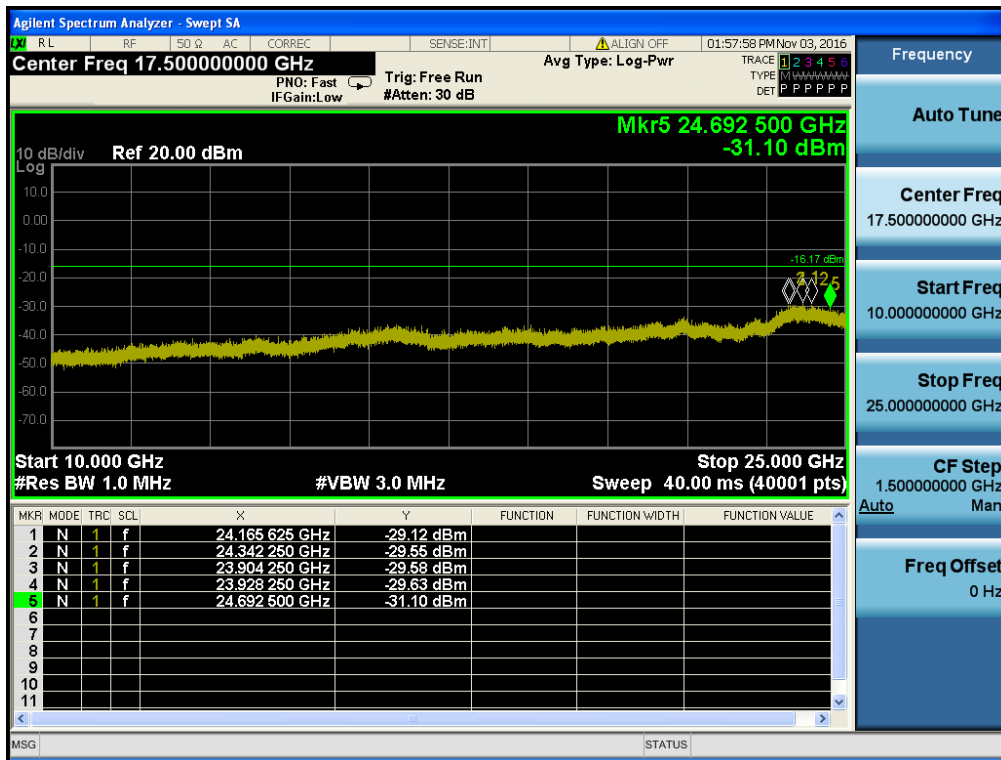 Agilent Spectrum Analyzer - Swept SA
LXI RL RF 50 Ω AC CORREC SENSE:INT ALIGN OFF 01:57:58 PM Nov 03, 2016
Center Freq 17.500000000 GHz
PNO: Fast
IFGain:Low
Trig: Free Run
#Atten: 30 dB
Avg Type: Log-Pwr
TRACE 1 2 3 4 5 6
TYPE M WWWWW
DET P P P P P P
Mkr5 24.692 500 GHz
-31.10 dBm
10 dB/div Ref 20.00 dBm
Log
10.0
0.00
-10.0
-16.17 dBm
-20.0
-30.0
-40.0
-50.0
-60.0
-70.0
Start 10.000 GHz Stop 25.000 GHz
#Res BW 1.0 MHz #VBW 3.0 MHz Sweep 40.00 ms (40001 pts)
MKR MODE TRC SCL X Y FUNCTION FUNCTION WIDTH FUNCTION VALUE
1 N 1 f 24.165 625 GHz -29.12 dBm
2 N 1 f 24.342 250 GHz -29.55 dBm
3 N 1 f 23.904 250 GHz -29.58 dBm
4 N 1 f 23.928 250 GHz -29.63 dBm
5 N 1 f 24.692 500 GHz -31.10 dBm
6
7
8
9
10
11
MSG STATUS
Frequency
Auto Tune
Center Freq
17.500000000 GHz
Start Freq
10.000000000 GHz
Stop Freq
25.000000000 GHz
CF Step
1.500000000 GHz
Auto Man
Freq Offset
0 Hz